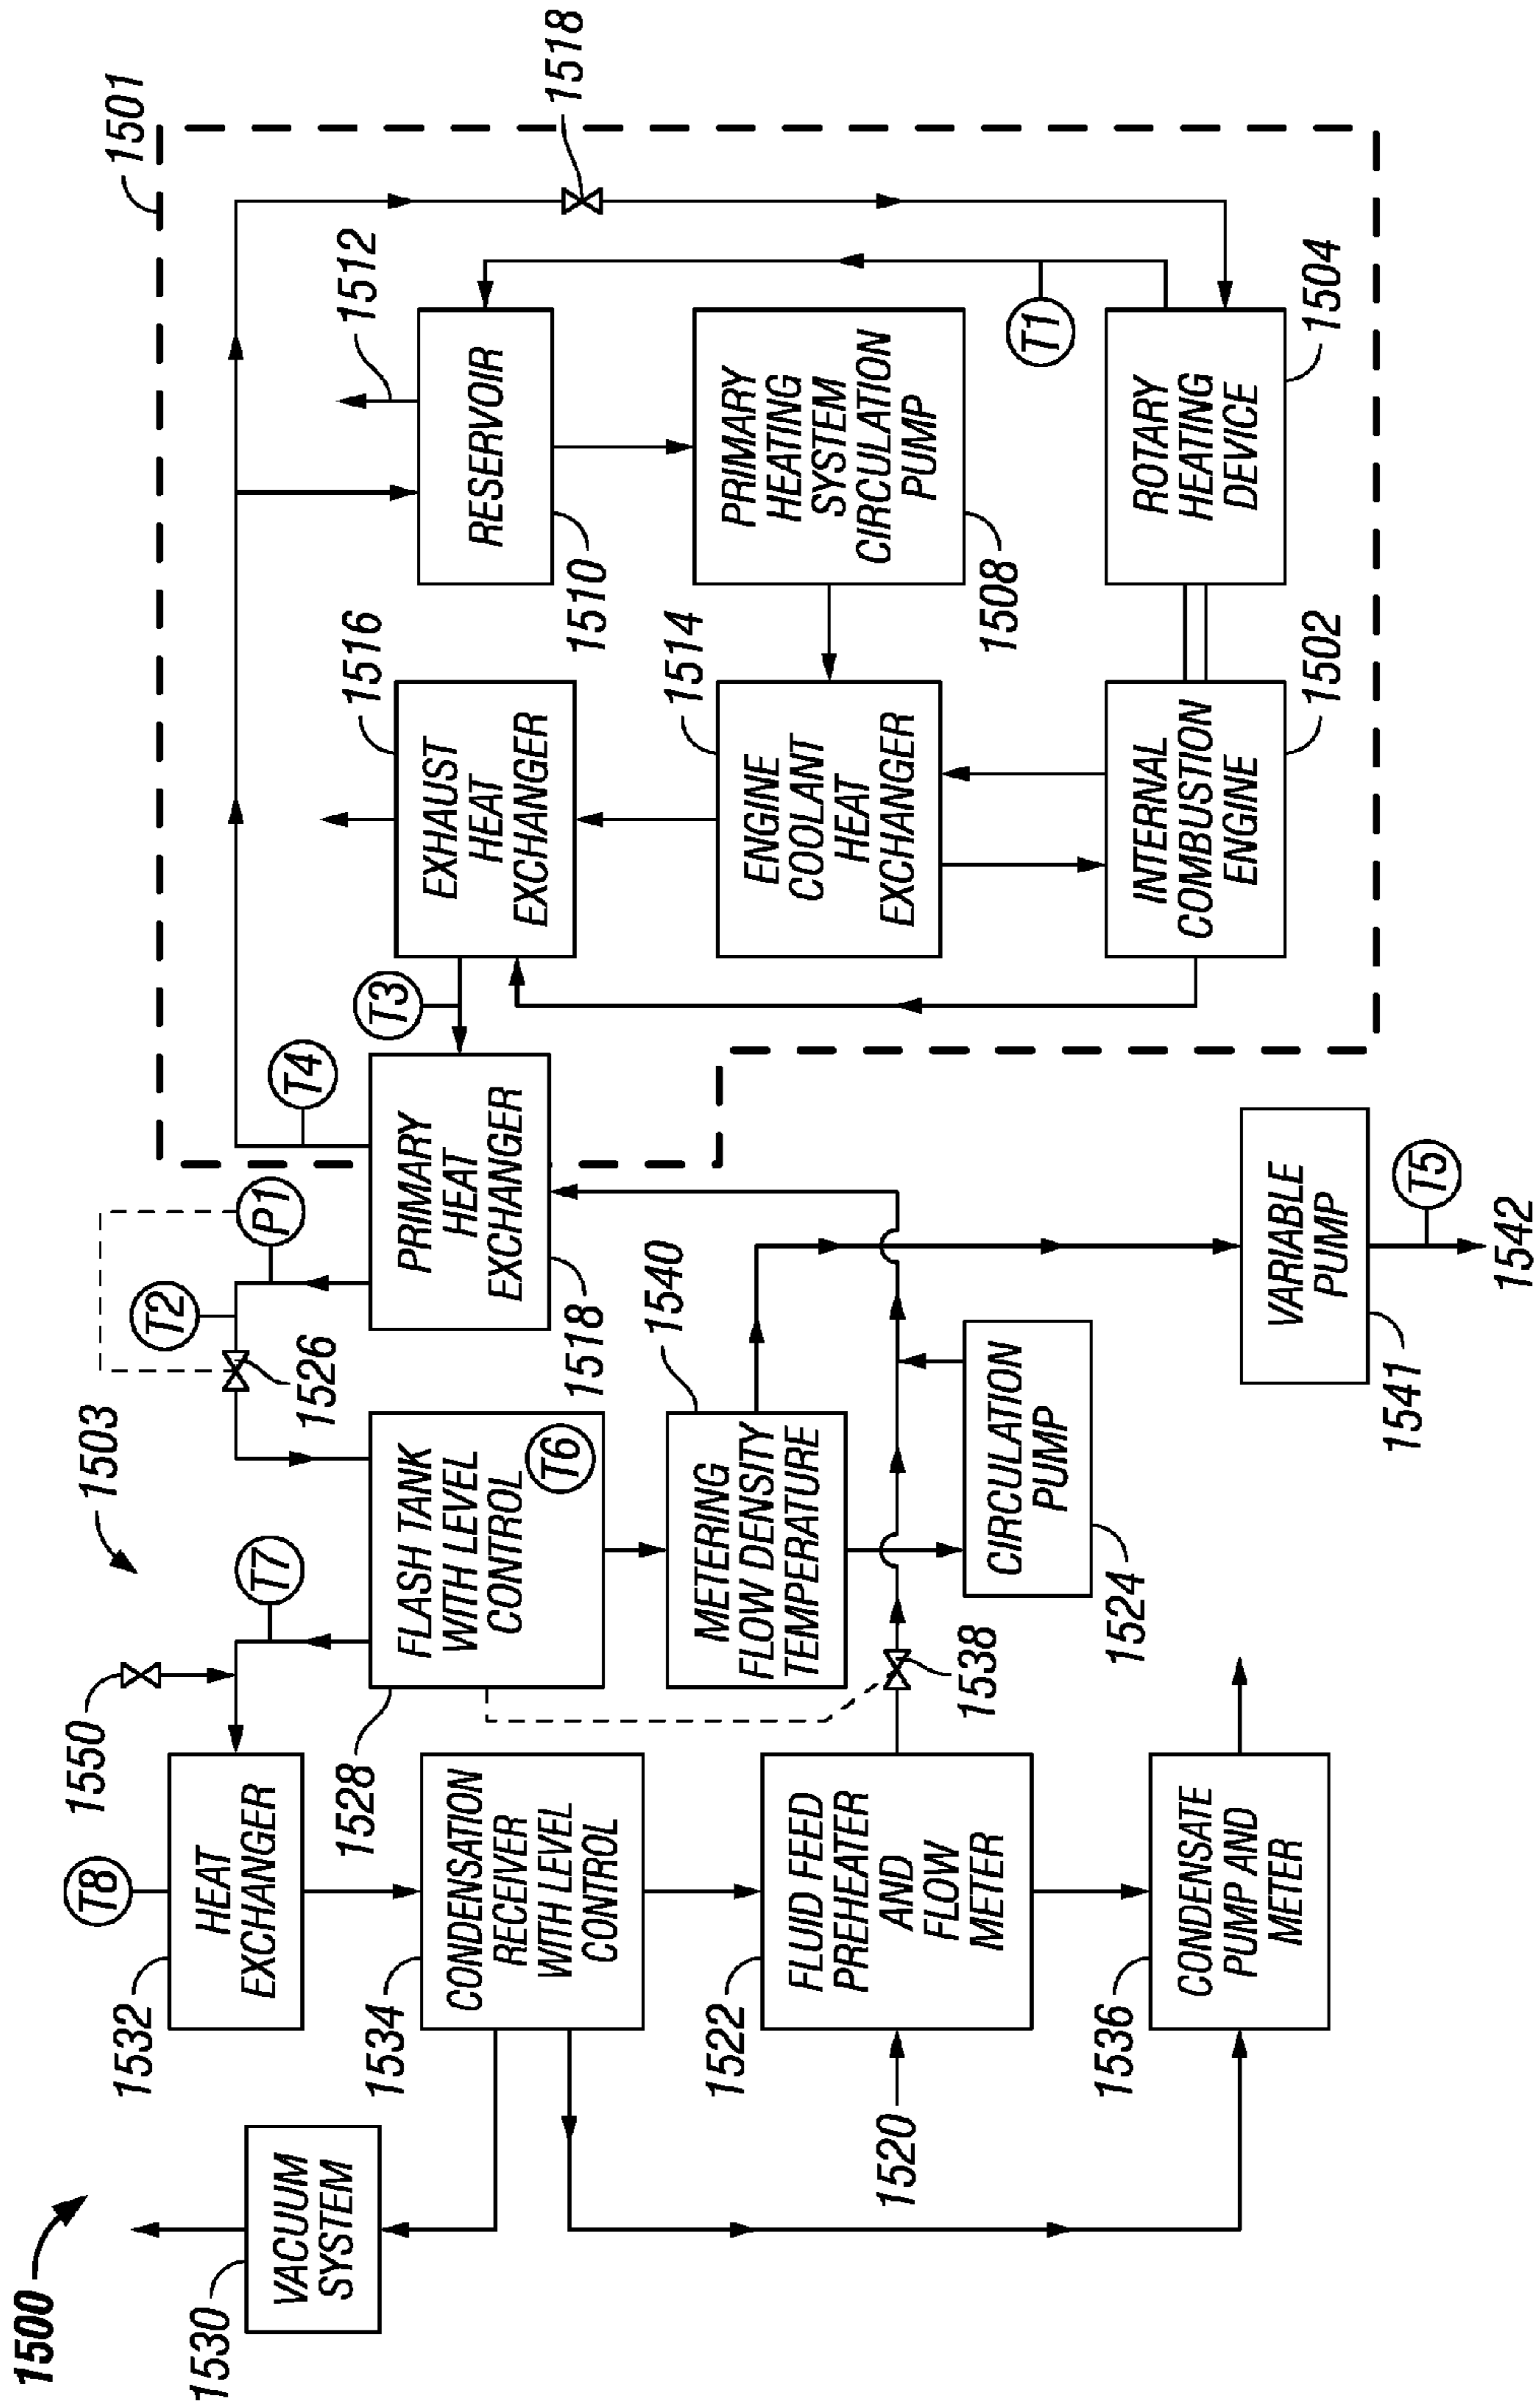 1500
1503
1501
1530
VACUUM
SYSTEM
1532
T8
HEAT
EXCHANGER
1550
T7
T2
P1
T4
1526
1534
CONDENSATION
RECEIVER
WITH LEVEL
CONTROL
1528
FLASH TANK
WITH LEVEL
CONTROL
T6
PRIMARY
HEAT
EXCHANGER
1518
T3
EXHAUST
HEAT
EXCHANGER
1516
RESERVOIR
1510
1512
1518
1522
FLUID FEED
PREHEATER
AND
FLOW
METER
1520
1538
METERING
FLOW DENSITY
TEMPERATURE
1540
ENGINE
COOLANT
HEAT
EXCHANGER
1514
PRIMARY
HEATING
SYSTEM
CIRCULATION
PUMP
1508
CIRCULATION
PUMP
1524
T1
1536
CONDENSATE
PUMP AND
METER
VARIABLE
PUMP
1541
T5
1542
INTERNAL
COMBUSTION
ENGINE
1502
ROTARY
HEATING
DEVICE
1504